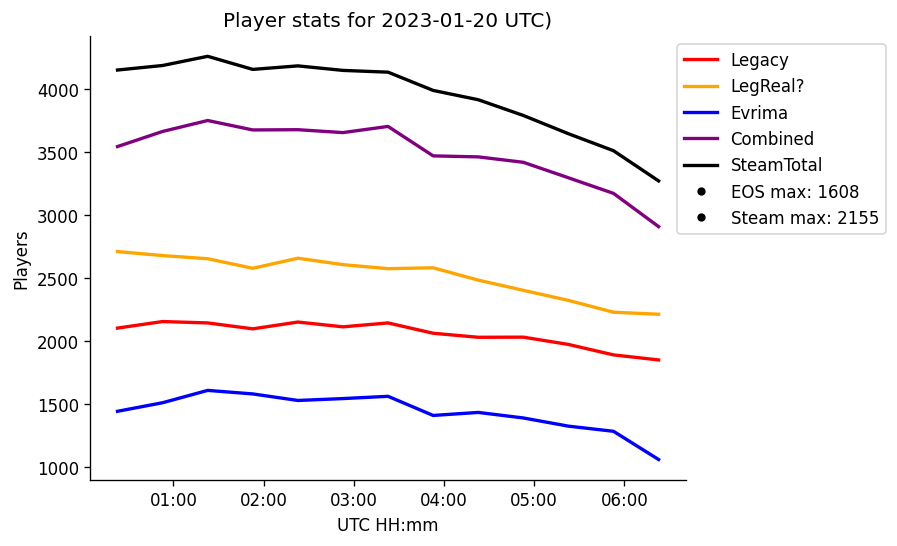 Player stats for 2023-01-20 UTC)
Legacy
LegReal?
Evrima
Combined
SteamTotal
EOS max: 1608
Steam max: 2155
Players
4000
3500
3000
2500
2000
1500
1000
01:00 02:00 03:00 04:00 05:00 06:00
UTC HH:mm